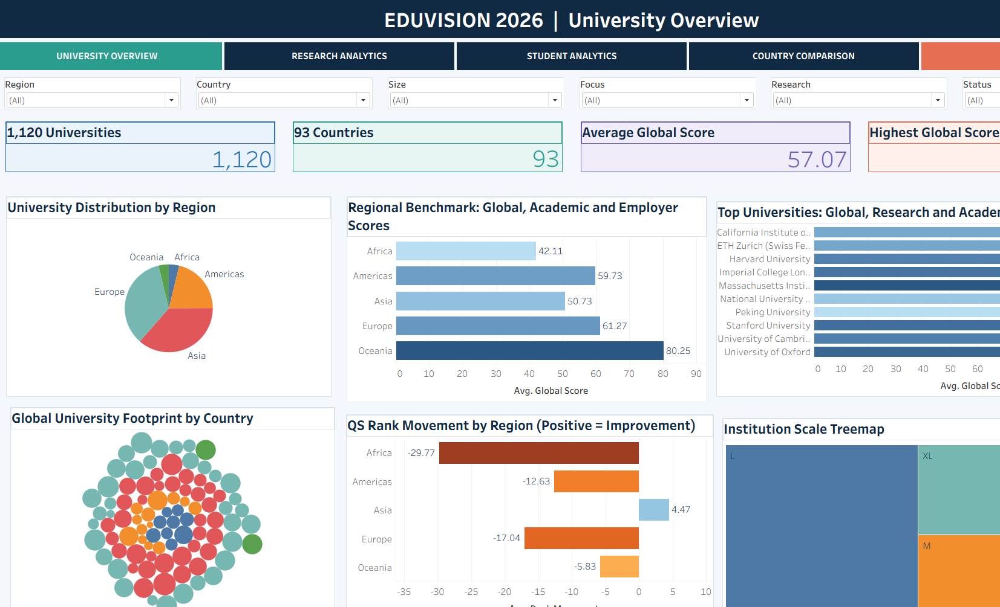 EDUVISION 2026 | University Overview
UNIVERSITY OVERVIEW
RESEARCH ANALYTICS
STUDENT ANALYTICS
COUNTRY COMPARISON
Region
Country
Size
Focus
Research
Status
(All)
(All)
(All)
(All)
(All)
(All)
1,120 Universities
1,120
93 Countries
93
Average Global Score
57.07
Highest Global Score
University Distribution by Region
Oceania
Africa
Americas
Europe
Asia
Regional Benchmark: Global, Academic and Employer
Scores
Africa
42.11
Americas
59.73
Asia
50.73
Europe
61.27
Oceania
80.25
0 10 20 30 40 50 60 70 80 90
Avg. Global Score
Top Universities: Global, Research and Acader
California Institute o..
ETH Zurich (Swiss Fe..
Harvard University
Imperial College Lon..
Massachusetts Insti..
National University ..
Peking University
Stanford University
University of Cambri..
University of Oxford
0 10 20 30 40 50 60
Avg. Global Sc
Global University Footprint by Country
QS Rank Movement by Region (Positive = Improvement)
Africa
-29.77
Americas
-12.63
Asia
4.47
Europe
-17.04
Oceania
-5.83
-35 -30 -25 -20 -15 -10 -5 0 5 10
Institution Scale Treemap
L
XL
M